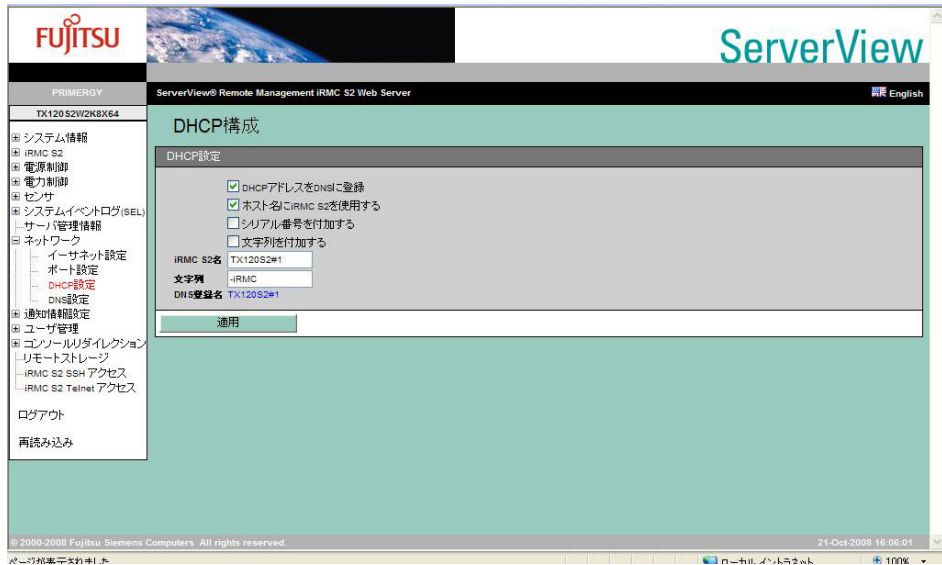 FUJITSU
ServerView
PRIMERGY
ServerView® Remote Management iRMC S2 Web Server
English
TX120S2W2K8X64
システム情報
iRMC S2
電源制御
電力制御
センサ
システムイベントログ(SEL)
サーバ管理情報
ネットワーク
イーサネット設定
ポート設定
DHCP設定
DNS設定
通知情報設定
ユーザ管理
コンソールリダイレクション
リモートストレージ
iRMC S2 SSH アクセス
iRMC S2 Telnet アクセス
ログアウト
再読み込み
DHCP構成
DHCP設定
DHCPアドレスをDNSに登録
ホスト名にiRMC S2を使用する
シリアル番号を付加する
文字列を付加する
iRMC S2名 TX120S2#1
文字列 -iRMC
DNS登録名 TX120S2#1
適用
© 2000-2008 Fujitsu Siemens Computers All rights reserved.
21-Oct-2008 16:06:01
ページが表示されました
ローカル イントラネット
100%